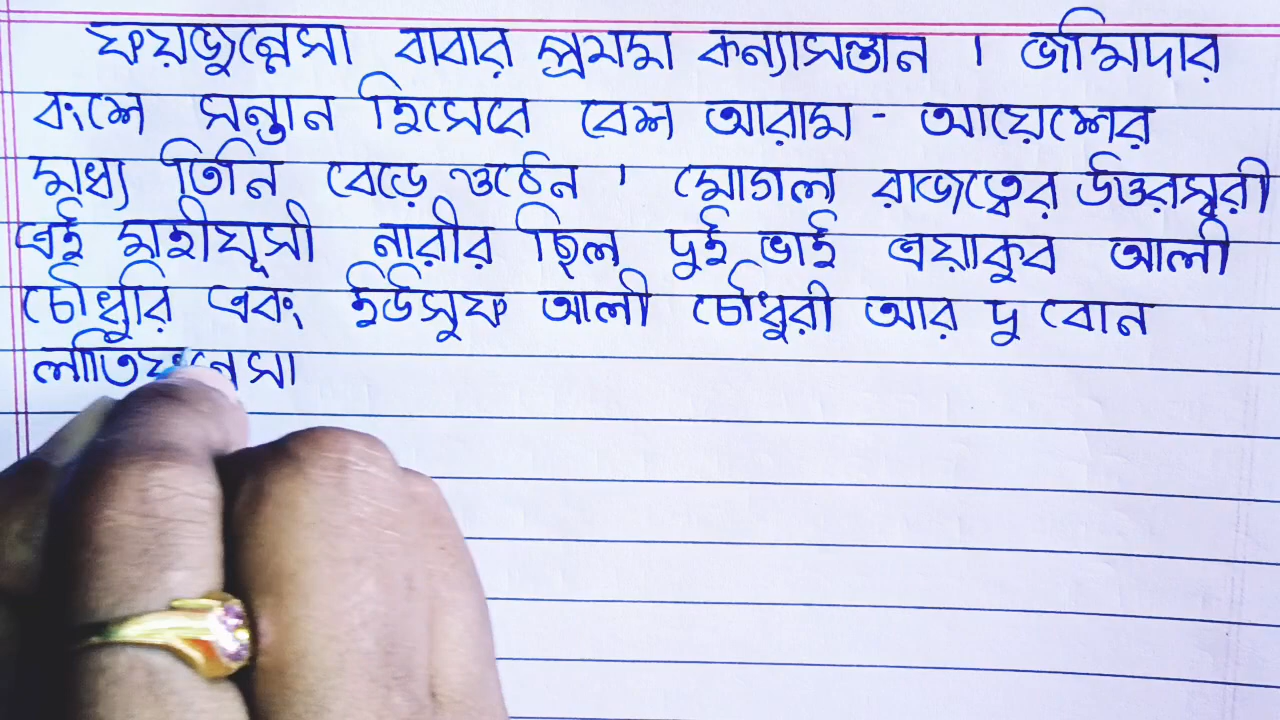 ফয়জুন্নেসা বাবার প্রমম কন্যাসন্তান । জমিদার
বংশে সন্তান হিসেবে বেশ আরাম - আয়েশের
মধ্য তিনি বেড়ে ওঠেন । মোগল রাজত্বের উত্তরসূরী
এই মহীয়সী নারীর ছিল দুই ভাই এয়াকুব আলী
চৌধুরি এবং ইউসুফ আলী চৌধুরী আর দু বোন